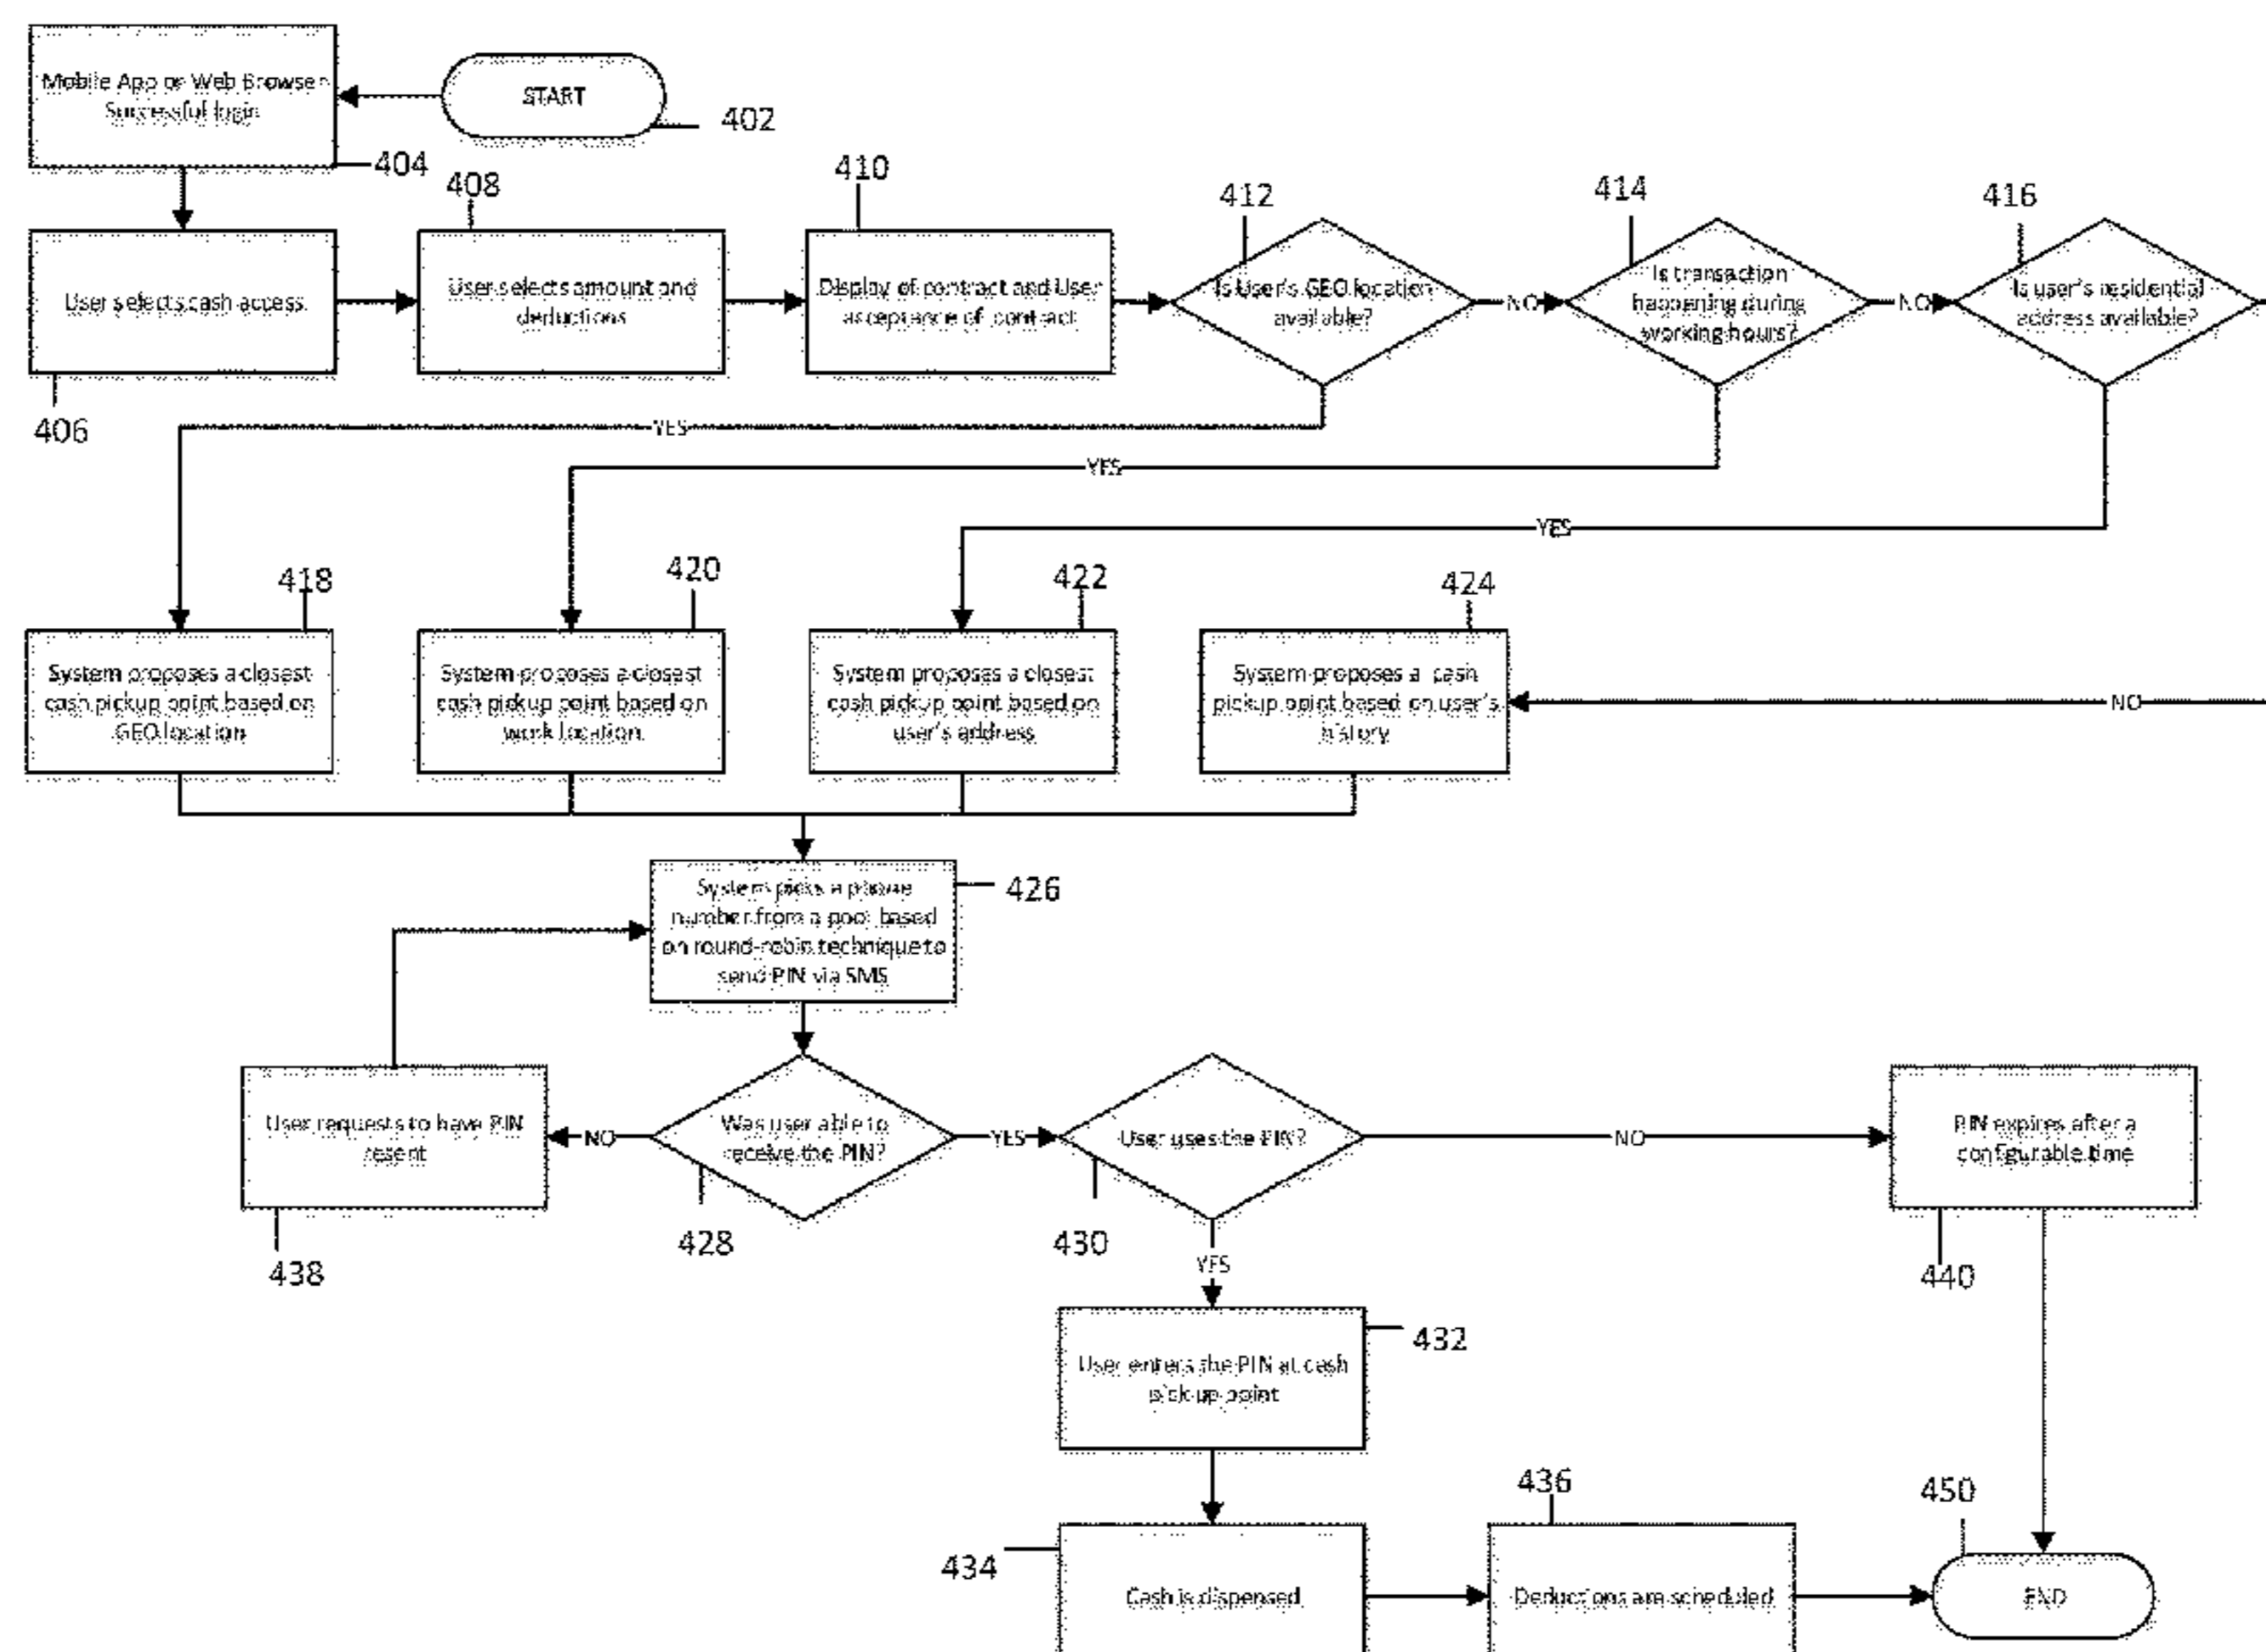 Mobile App or Web Browser
Successful login
START
402
404
408
410
412
414
416
User selects cash access
User selects amount and
deductions
Display of contract and User
acceptance of contract
Is User's GEO location
available?
NO
Is transaction
happening during
working hours?
NO
Is user's residential
address available?
406
YES
YES
YES
418
420
422
424
System proposes a closest
cash pickup point based on
GEO location
System proposes a closest
cash pickup point based on
work location
System proposes a closest
cash pickup point based on
user's address
System proposes a cash
pickup point based on user's
history
NO
System picks a phone
number from a pool based
on round-robin technique to
send PIN via SMS
426
User requests to have PIN
resent
NO
Was user able to
receive the PIN?
YES
User uses the PIN?
NO
PIN expires after a
configurable time
438
428
430
YES
440
User enters the PIN at cash
pick-up point
432
434
Cash is dispensed
436
Deductions are scheduled
450
END